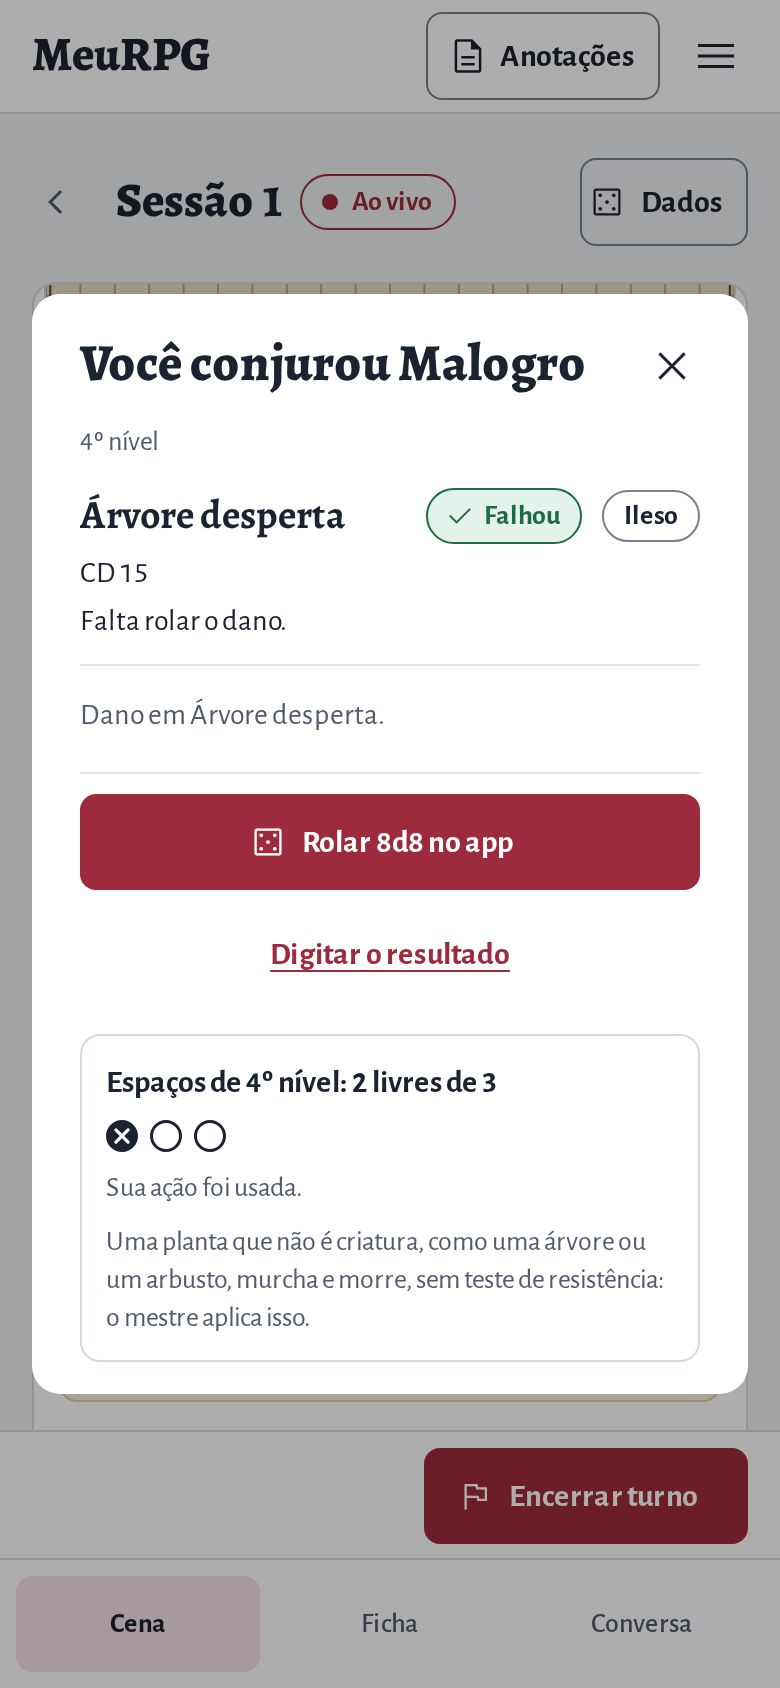 MeuRPG
Anotações
Sessão 1
Ao vivo
Dados
Você conjurou Malogro
4º nível
Árvore desperta
Falhou
Ileso
CD 15
Falta rolar o dano.
Dano em Árvore desperta.
Rolar 8d8 no app
Digitar o resultado
Espaços de 4º nível: 2 livres de 3
Sua ação foi usada.
Uma planta que não é criatura, como uma árvore ou
um arbusto, murcha e morre, sem teste de resistência:
o mestre aplica isso.
Encerrar turno
Cena
Ficha
Conversa